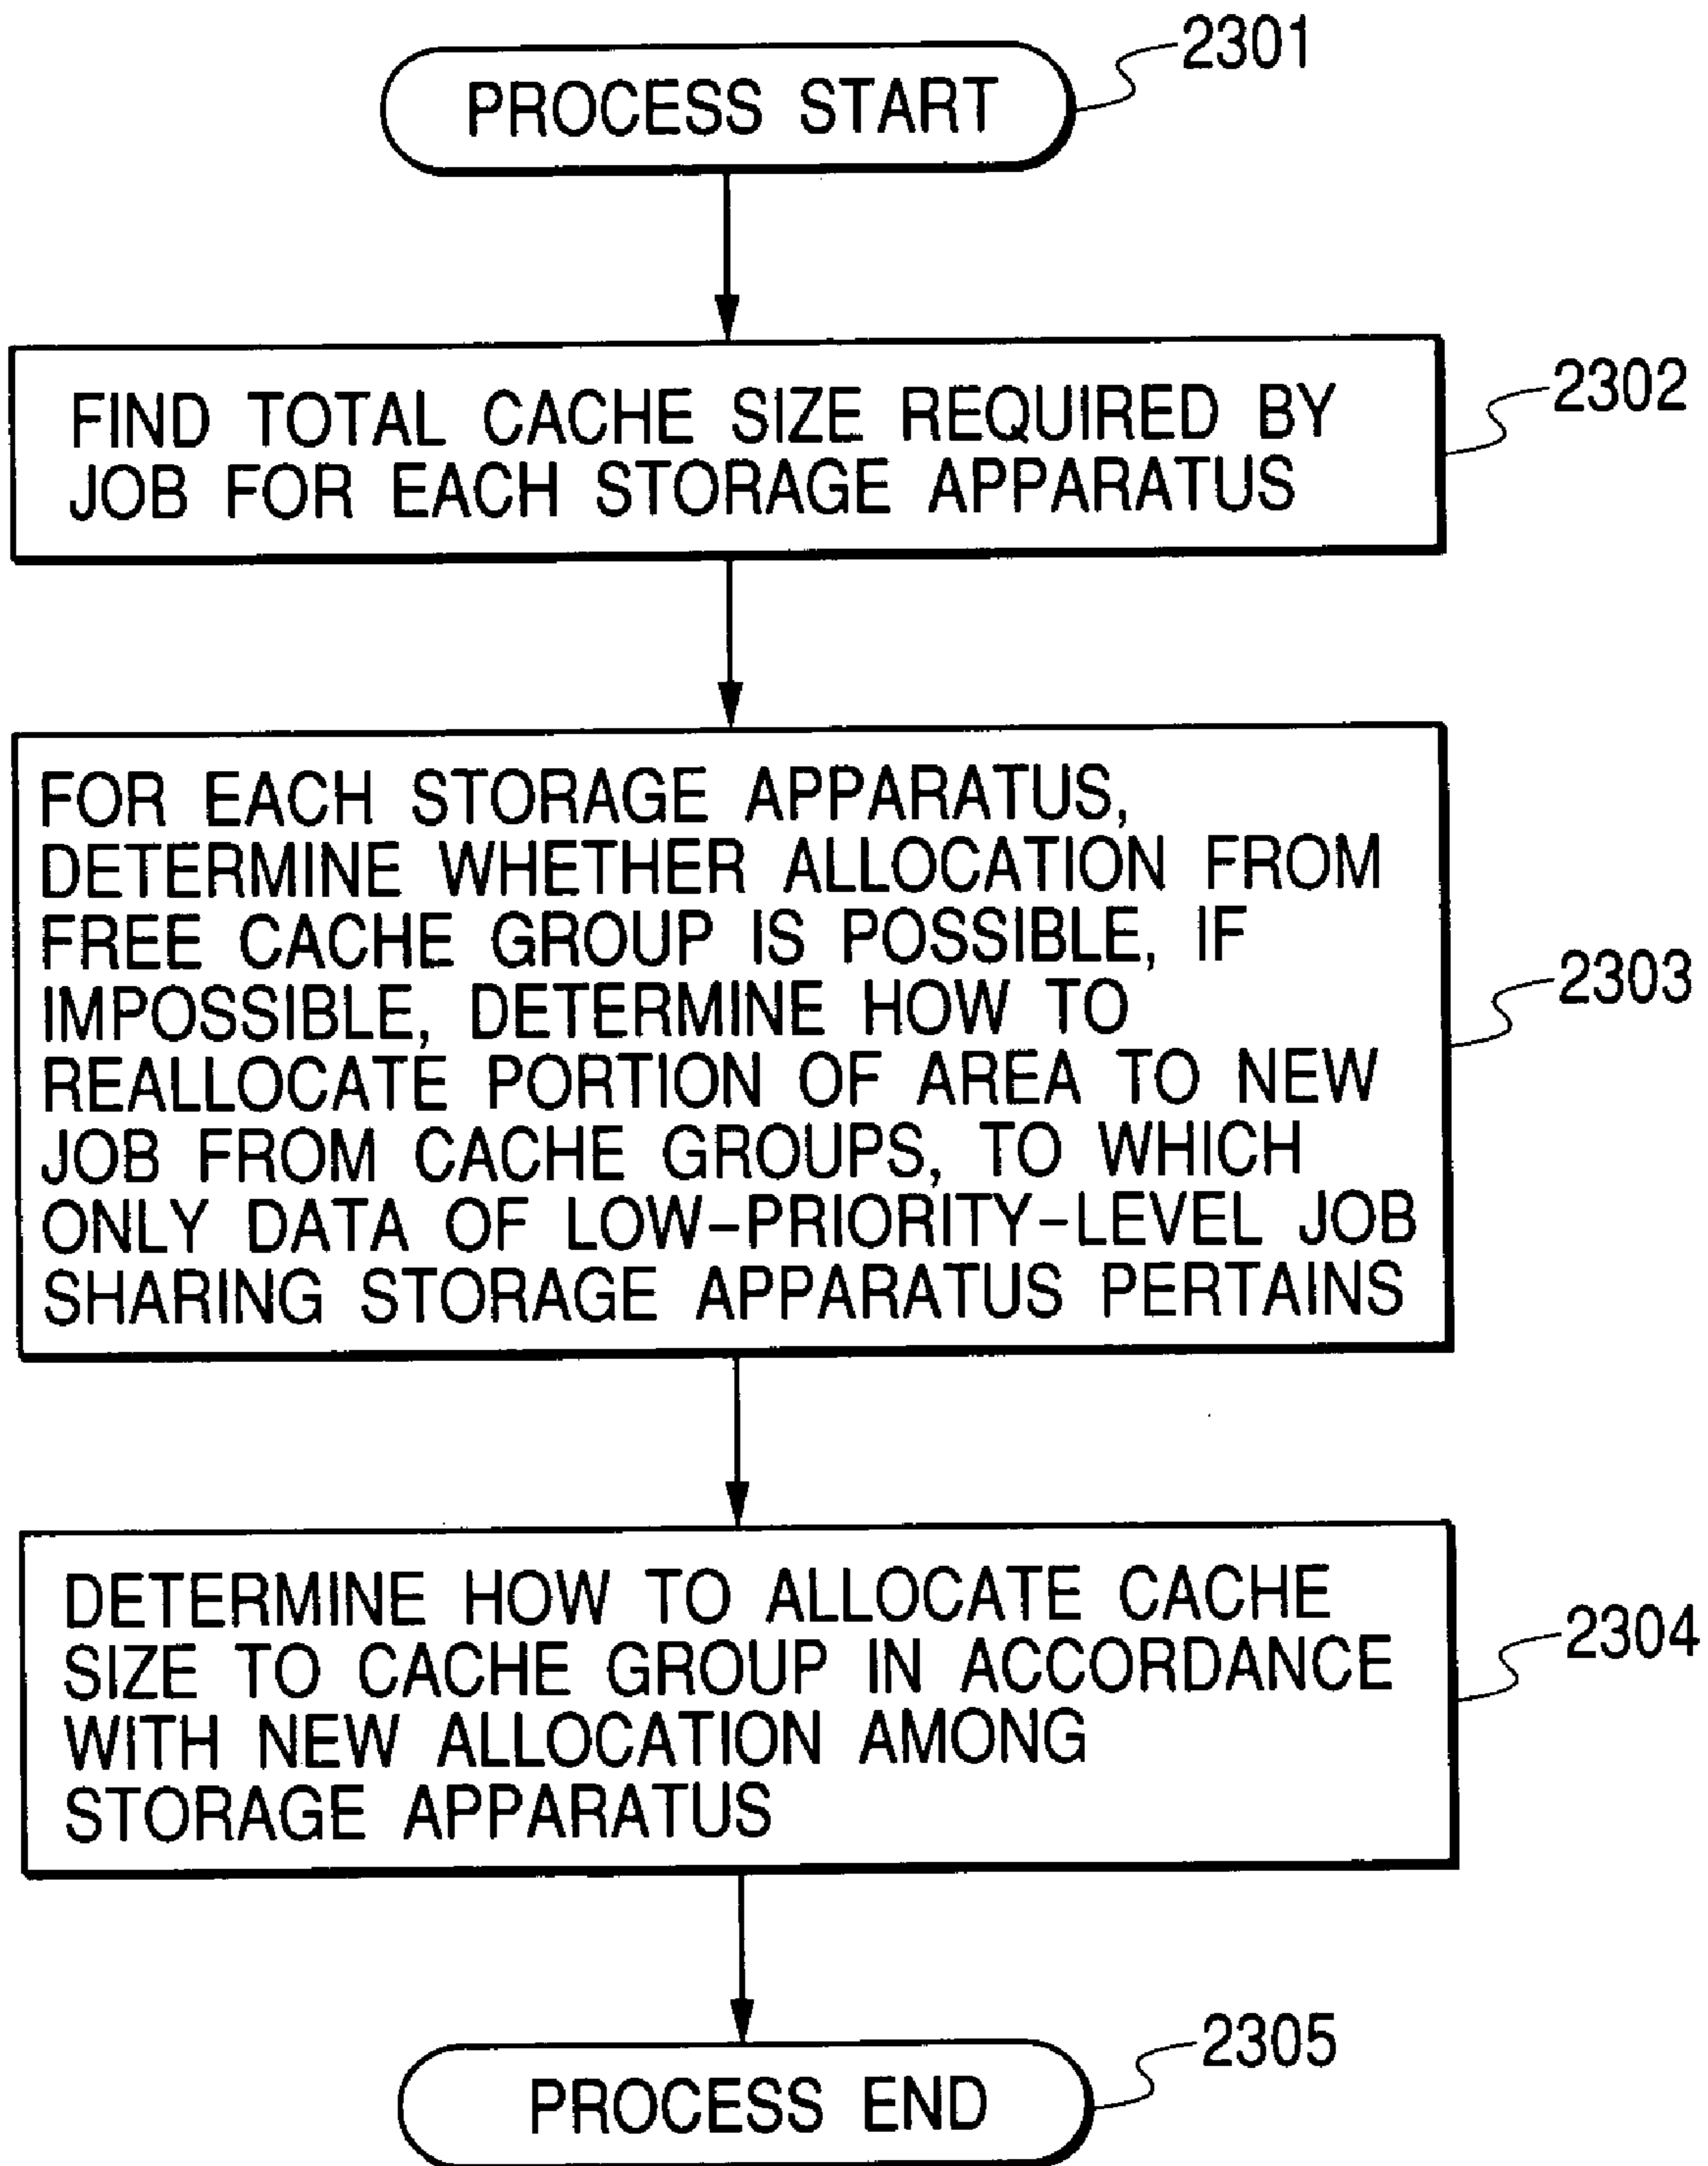 PROCESS START
2301
FIND TOTAL CACHE SIZE REQUIRED BY
JOB FOR EACH STORAGE APPARATUS
2302
FOR EACH STORAGE APPARATUS,
DETERMINE WHETHER ALLOCATION FROM
FREE CACHE GROUP IS POSSIBLE, IF
IMPOSSIBLE, DETERMINE HOW TO
REALLOCATE PORTION OF AREA TO NEW
JOB FROM CACHE GROUPS, TO WHICH
ONLY DATA OF LOW-PRIORITY-LEVEL JOB
SHARING STORAGE APPARATUS PERTAINS
2303
DETERMINE HOW TO ALLOCATE CACHE
SIZE TO CACHE GROUP IN ACCORDANCE
WITH NEW ALLOCATION AMONG
STORAGE APPARATUS
2304
PROCESS END
2305